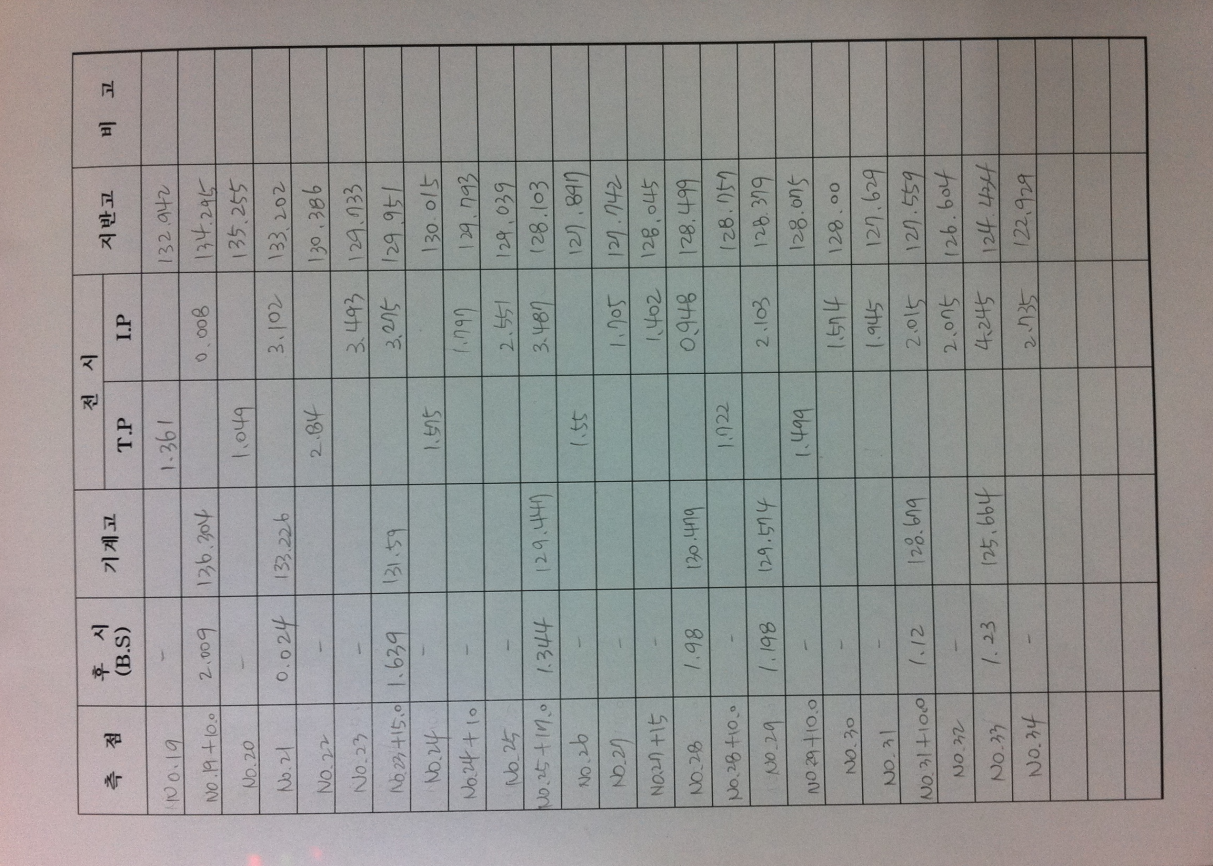 측 점 후 시 (B.S) 기계고 전 시 지반고 비 고
T.P I.P
NO.19 - 1.361 132.942
No.19+10.0 2.009 136.304 0.008 134.295
No.20 - 1.049 135.255
No.21 0.024 133.226 3.102 133.202
No.22 - 2.84 130.386
No.23 - 3.493 129.733
No.23+15.0 1.639 131.59 3.275 129.951
No.24 - 1.575 130.015
No.24+10 - 1.797 129.793
No.25 - 2.551 129.039
No.25+17.0 1.344 129.447 3.487 128.103
No.26 - 1.55 127.897
No.27 - 1.705 127.742
No.27+15 - 1.402 128.045
No.28 1.98 130.479 0.948 128.499
No.28+10.0 - 1.722 128.757
No.29 1.198 129.574 2.103 128.379
NO.29+10.0 - 1.499 128.075
No.30 - 1.574 128.00
No.31 - 1.945 127.629
No.31+10.0 1.12 128.679 2.015 127.559
No.32 - 2.075 126.604
No.33 1.23 125.664 4.245 124.434
No.34 - 2.735 122.929